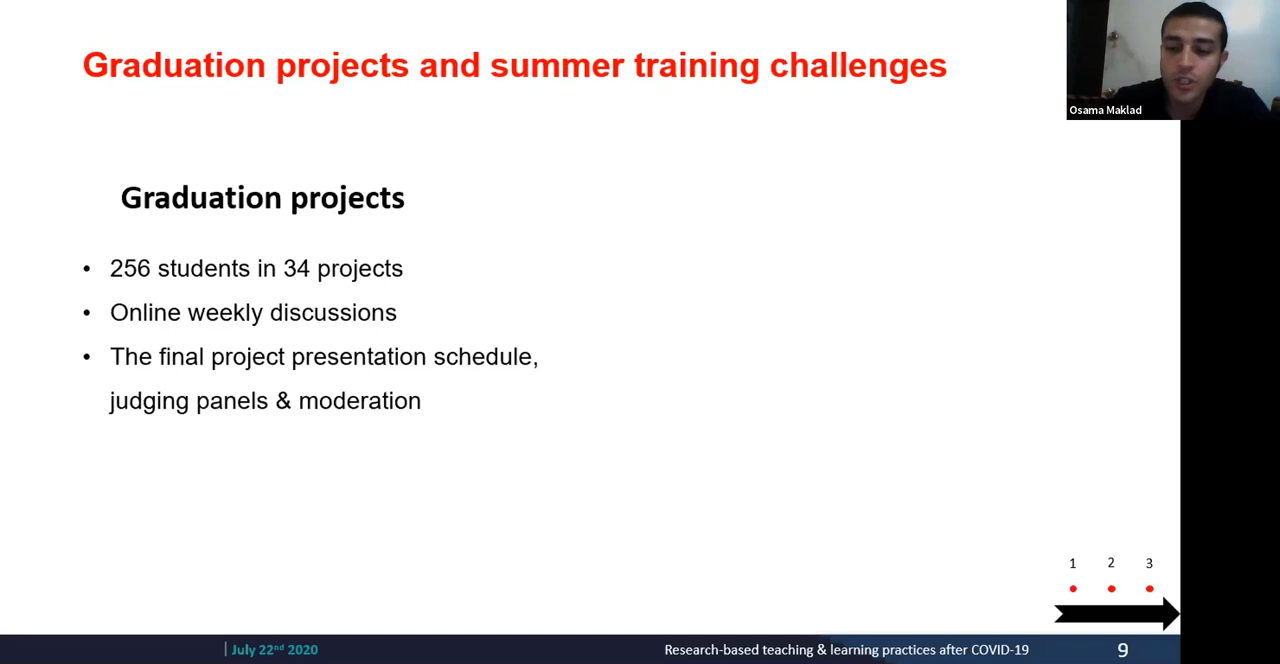 Graduation projects and summer training challenges
Osama Maklad
Graduation projects
• 256 students in 34 projects
• Online weekly discussions
• The final project presentation schedule,
judging panels & moderation
1 2 3
July 22nd 2020
Research-based teaching & learning practices after COVID-19
9